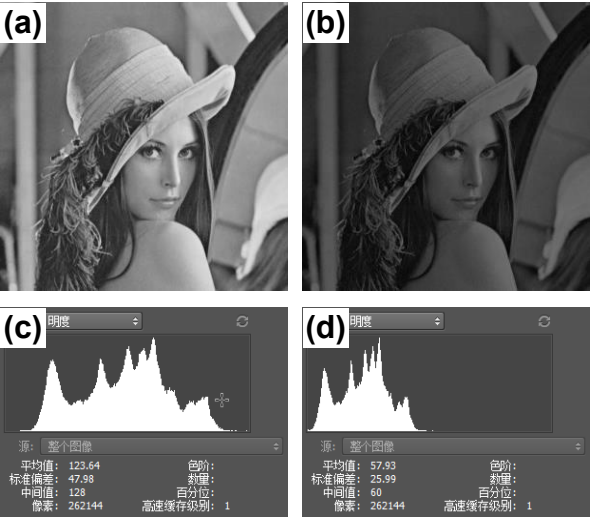 (a)
(b)
(c) 明度
源: 整个图像
平均值: 123.64 色阶:
标准偏差: 47.98 数量:
中间值: 128 百分位:
像素: 262144 高速缓存级别: 1
(d) 明度
源: 整个图像
平均值: 57.93 色阶:
标准偏差: 25.99 数量:
中间值: 60 百分位:
像素: 262144 高速缓存级别: 1